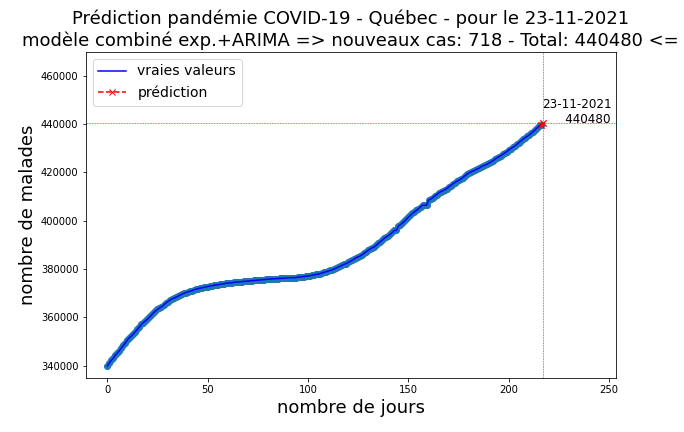 Prédiction pandémie COVID-19 - Québec - pour le 23-11-2021
modèle combiné exp.+ARIMA => nouveaux cas: 718 - Total: 440480 <=
vraies valeurs
prédiction
23-11-2021
440480
nombre de malades
460000
440000
420000
400000
380000
360000
340000
0 50 100 150 200 250
nombre de jours